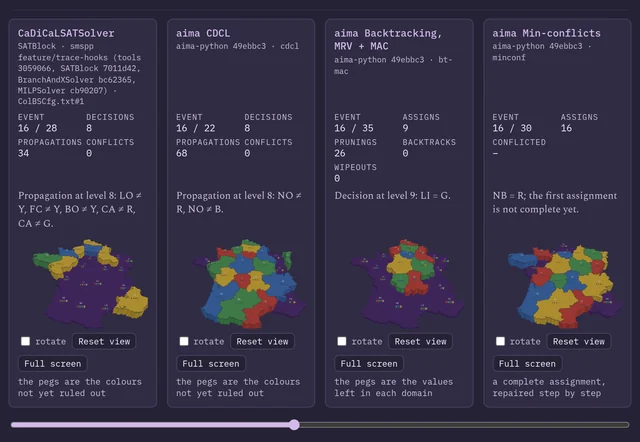 CaDiCaLSATSolver
SATBlock · smspp
feature/trace-hooks (tools
3059066, SATBlock 7011d42,
BranchAndXSolver bc62365,
MILPSolver cb90207) ·
ColBSCfg.txt#1
EVENT DECISIONS
16 / 28 8
PROPAGATIONS CONFLICTS
34 0
Propagation at level 8: LO ≠
Y, FC ≠ Y, BO ≠ Y, CA ≠ R,
CA ≠ G.
rotate Reset view
Full screen
the pegs are the colours
not yet ruled out
aima CDCL
aima-python 49ebbc3 · cdcl
EVENT DECISIONS
16 / 22 8
PROPAGATIONS CONFLICTS
68 0
Propagation at level 8: NO ≠
R, NO ≠ B.
rotate Reset view
Full screen
the pegs are the colours
not yet ruled out
aima Backtracking,
MRV + MAC
aima-python 49ebbc3 · bt-
mac
EVENT ASSIGNS
16 / 35 9
PRUNINGS BACKTRACKS
26 0
WIPEOUTS
0
Decision at level 9: LI = G.
rotate Reset view
Full screen
the pegs are the values
left in each domain
aima Min-conflicts
aima-python 49ebbc3 ·
minconf
EVENT ASSIGNS
16 / 30 16
CONFLICTED
–
NB = R; the first assignment
is not complete yet.
rotate Reset view
Full screen
a complete assignment,
repaired step by step